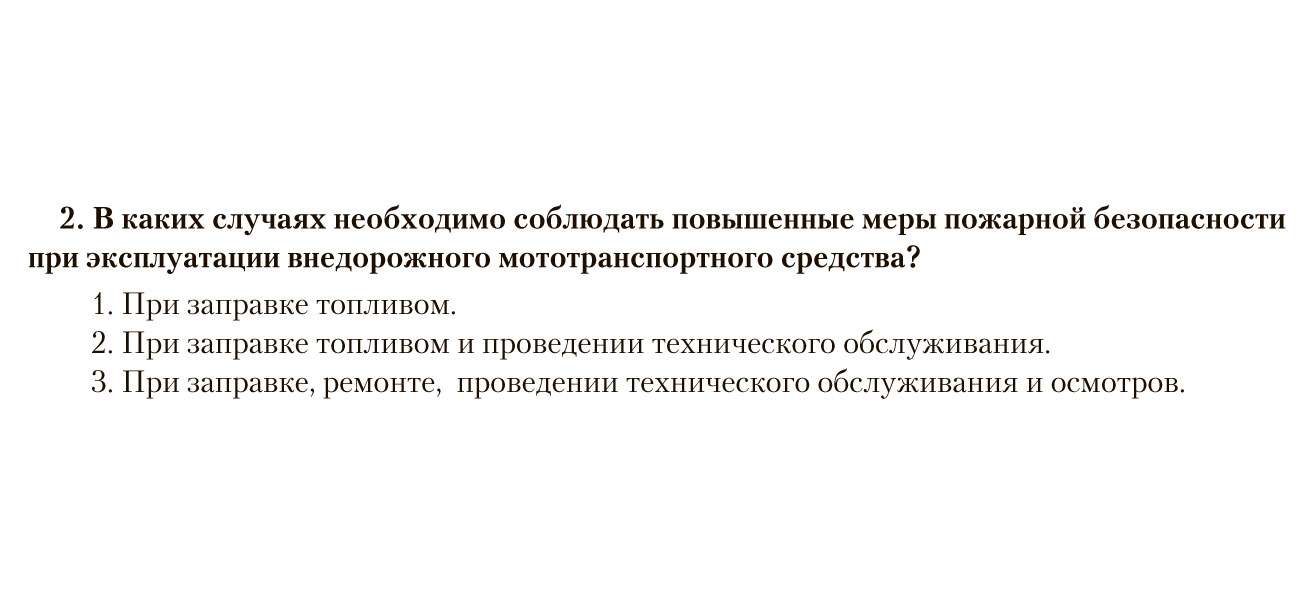 2. В каких случаях необходимо соблюдать повышенные меры пожарной безопасности
при эксплуатации внедорожного мототранспортного средства?
1. При заправке топливом.
2. При заправке топливом и проведении технического обслуживания.
3. При заправке, ремонте,  проведении технического обслуживания и осмотров.